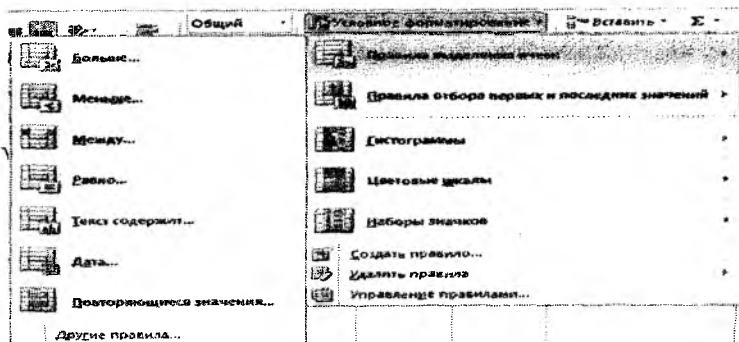 Общий Условное форматирование Вставить Σ
Больше...
Меньше...
Между...
Равно...
Текст содержит...
Дата...
Повторяющиеся значения...
Другие правила...
Правила выделения ячеек
Правила отбора первых и последних значений
Гистограммы
Цветовые шкалы
Наборы значков
Создать правило...
Удалить правила
Управление правилами...